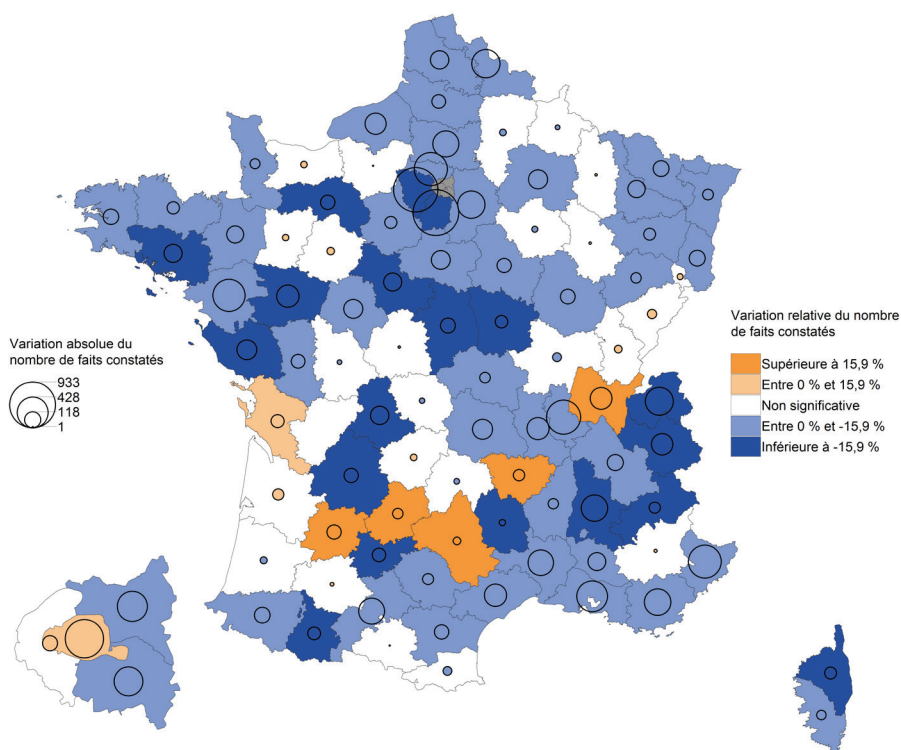 Variation absolue du
nombre de faits constatés
933
428
118
1
Variation relative du nombre
de faits constatés
Supérieure à 15,9 %
Entre 0 % et 15,9 %
Non significative
Entre 0 % et -15,9 %
Inférieure à -15,9 %